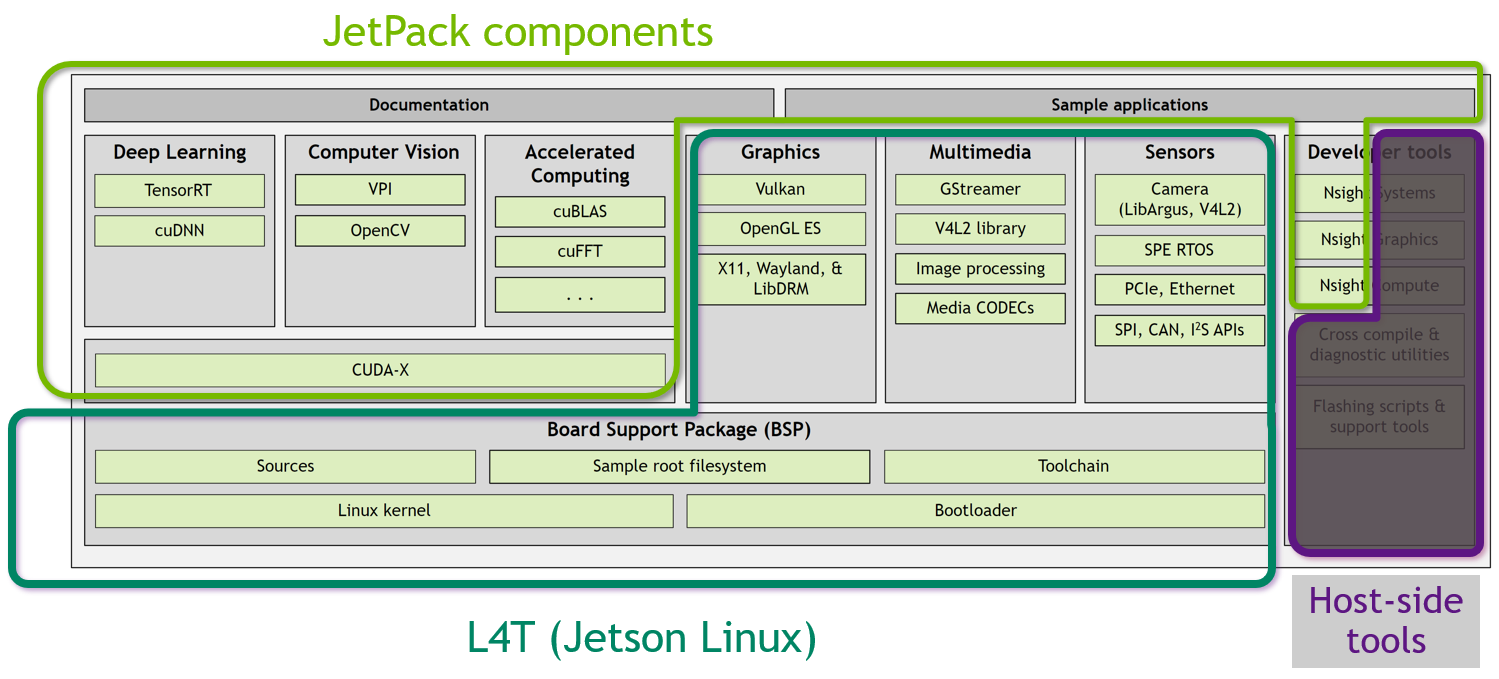 JetPack components
Documentation
Sample applications
Deep Learning
TensorRT
cuDNN
Computer Vision
VPI
OpenCV
Accelerated
Computing
cuBLAS
cuFFT
. . .
CUDA-X
Graphics
Vulkan
OpenGL ES
X11, Wayland, &
LibDRM
Multimedia
GStreamer
V4L2 library
Image processing
Media CODECs
Sensors
Camera
(LibArgus, V4L2)
SPE RTOS
PCIe, Ethernet
SPI, CAN, I²S APIs
Developer tools
Nsight Systems
Nsight Graphics
Nsight Compute
Cross compile &
diagnostic utilities
Flashing scripts &
support tools
Board Support Package (BSP)
Sources
Sample root filesystem
Toolchain
Linux kernel
Bootloader
L4T (Jetson Linux)
Host-side
tools